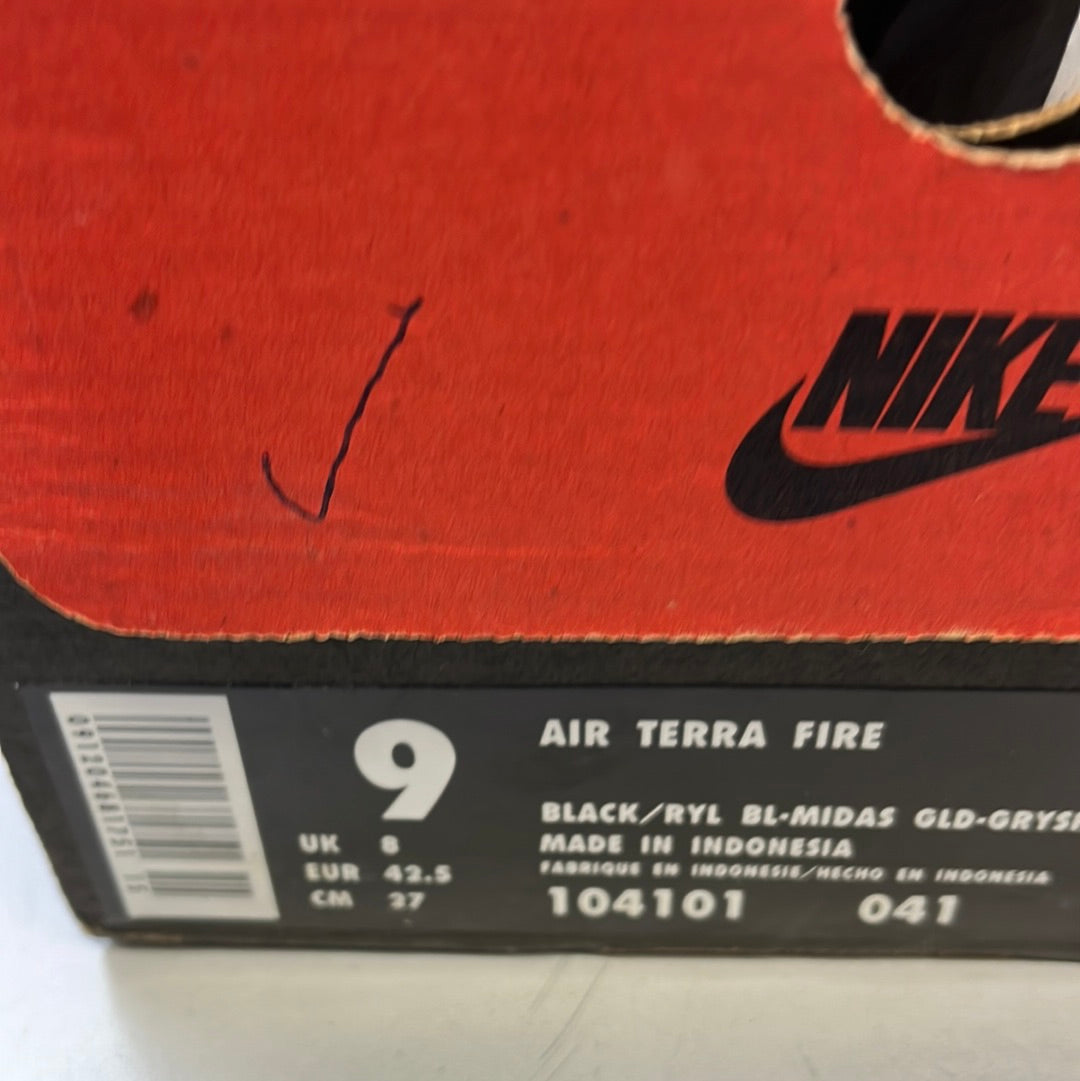 NIKE
9
UK 8
EUR 42.5
CM 27
AIR TERRA FIRE
BLACK/RYL BL-MIDAS GLD-GRYSH
MADE IN INDONESIA
FABRIQUE EN INDONESIE/HECHO EN INDONESIA
104101 041